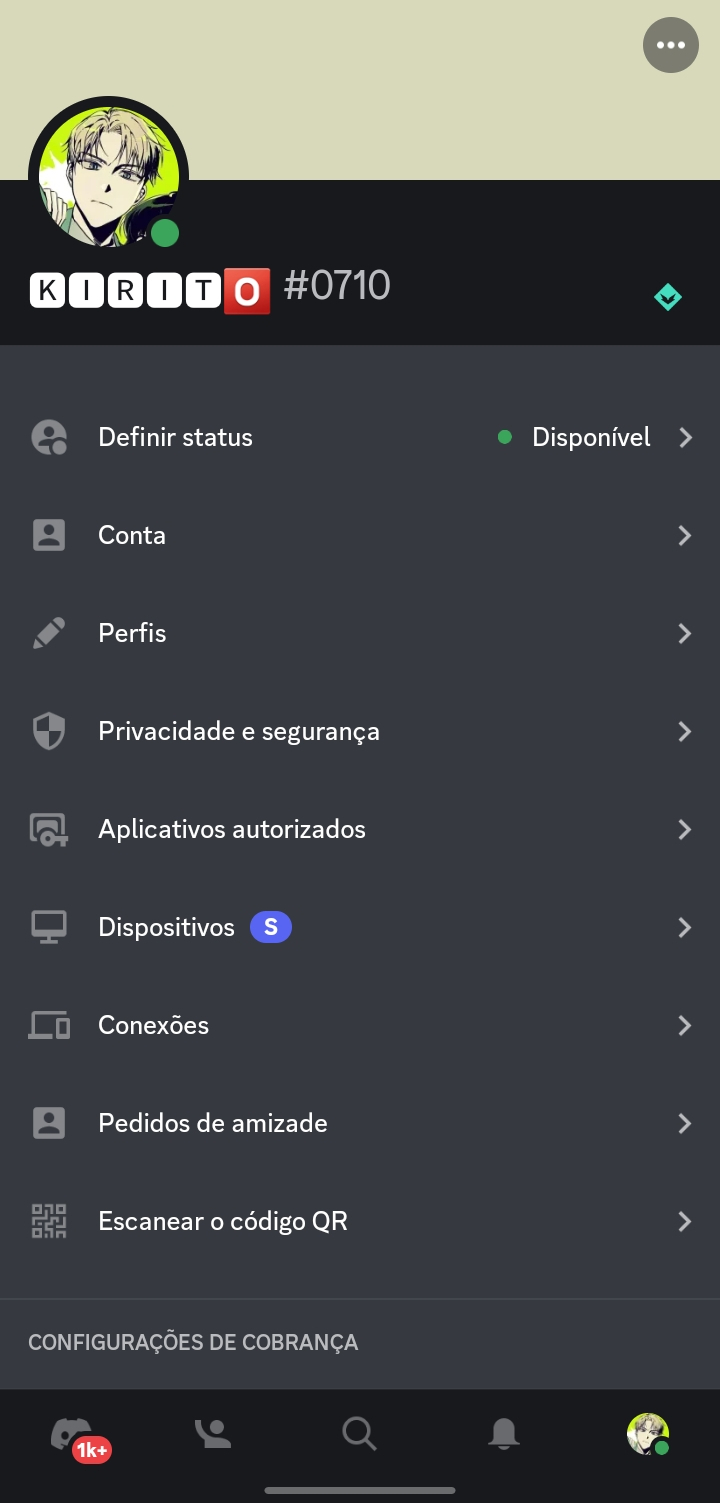 🅺🅸🆁🅸🆃🅾️ #0710
Definir status
Disponível
Conta
Perfis
Privacidade e segurança
Aplicativos autorizados
Dispositivos S
Conexões
Pedidos de amizade
Escanear o código QR
CONFIGURAÇÕES DE COBRANÇA
1k+